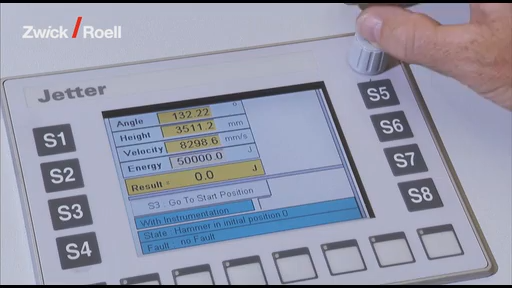 Zwick / Roell
Jetter
Angle 132.22
Height 3511.2 mm
Velocity 8298.6 mm/s
Energy 50000.0 J
Result : 0.0 J
S3 : Go To Start Position
With Instrumentation
State : Hammer in initial position 0
Fault : no Fault
S1
S2
S3
S4
S5
S6
S7
S8